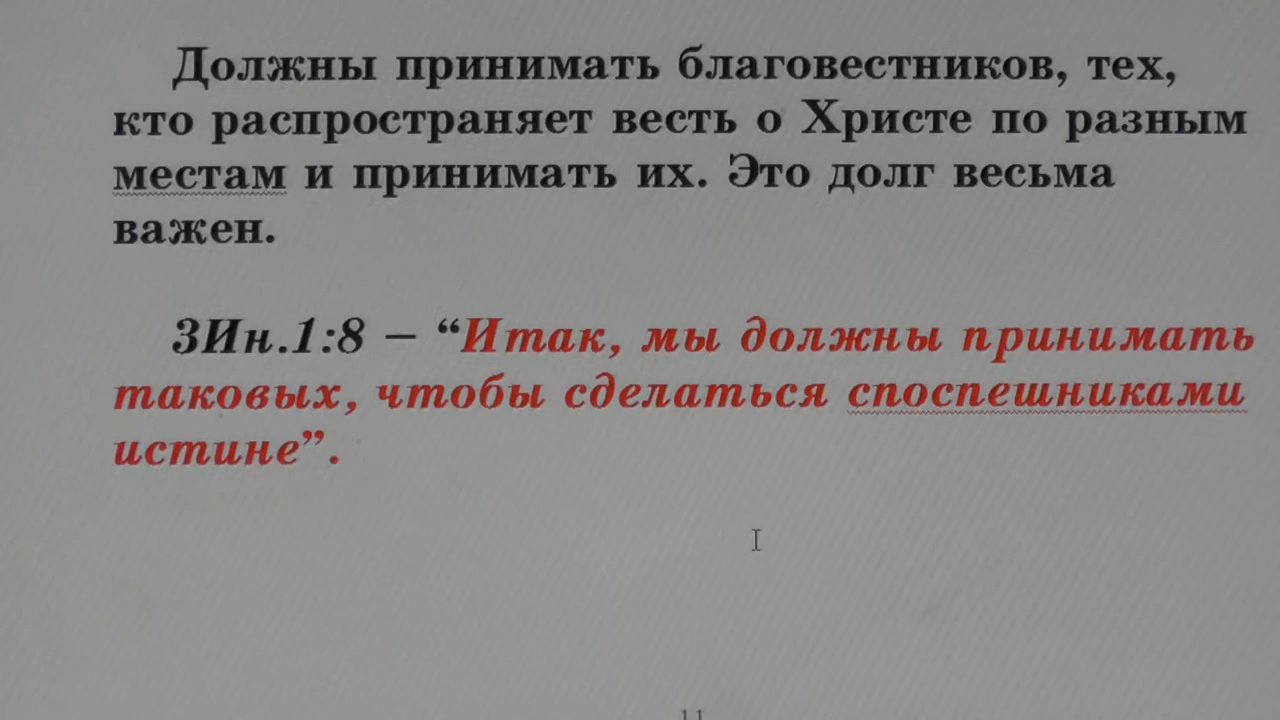 Должны принимать благовестников, тех,
кто распространяет весть о Христе по разным
местам и принимать их. Это долг весьма
важен.
3Ин.1:8 – “Итак, мы должны принимать
таковых, чтобы сделаться споспешниками
истине”.
11